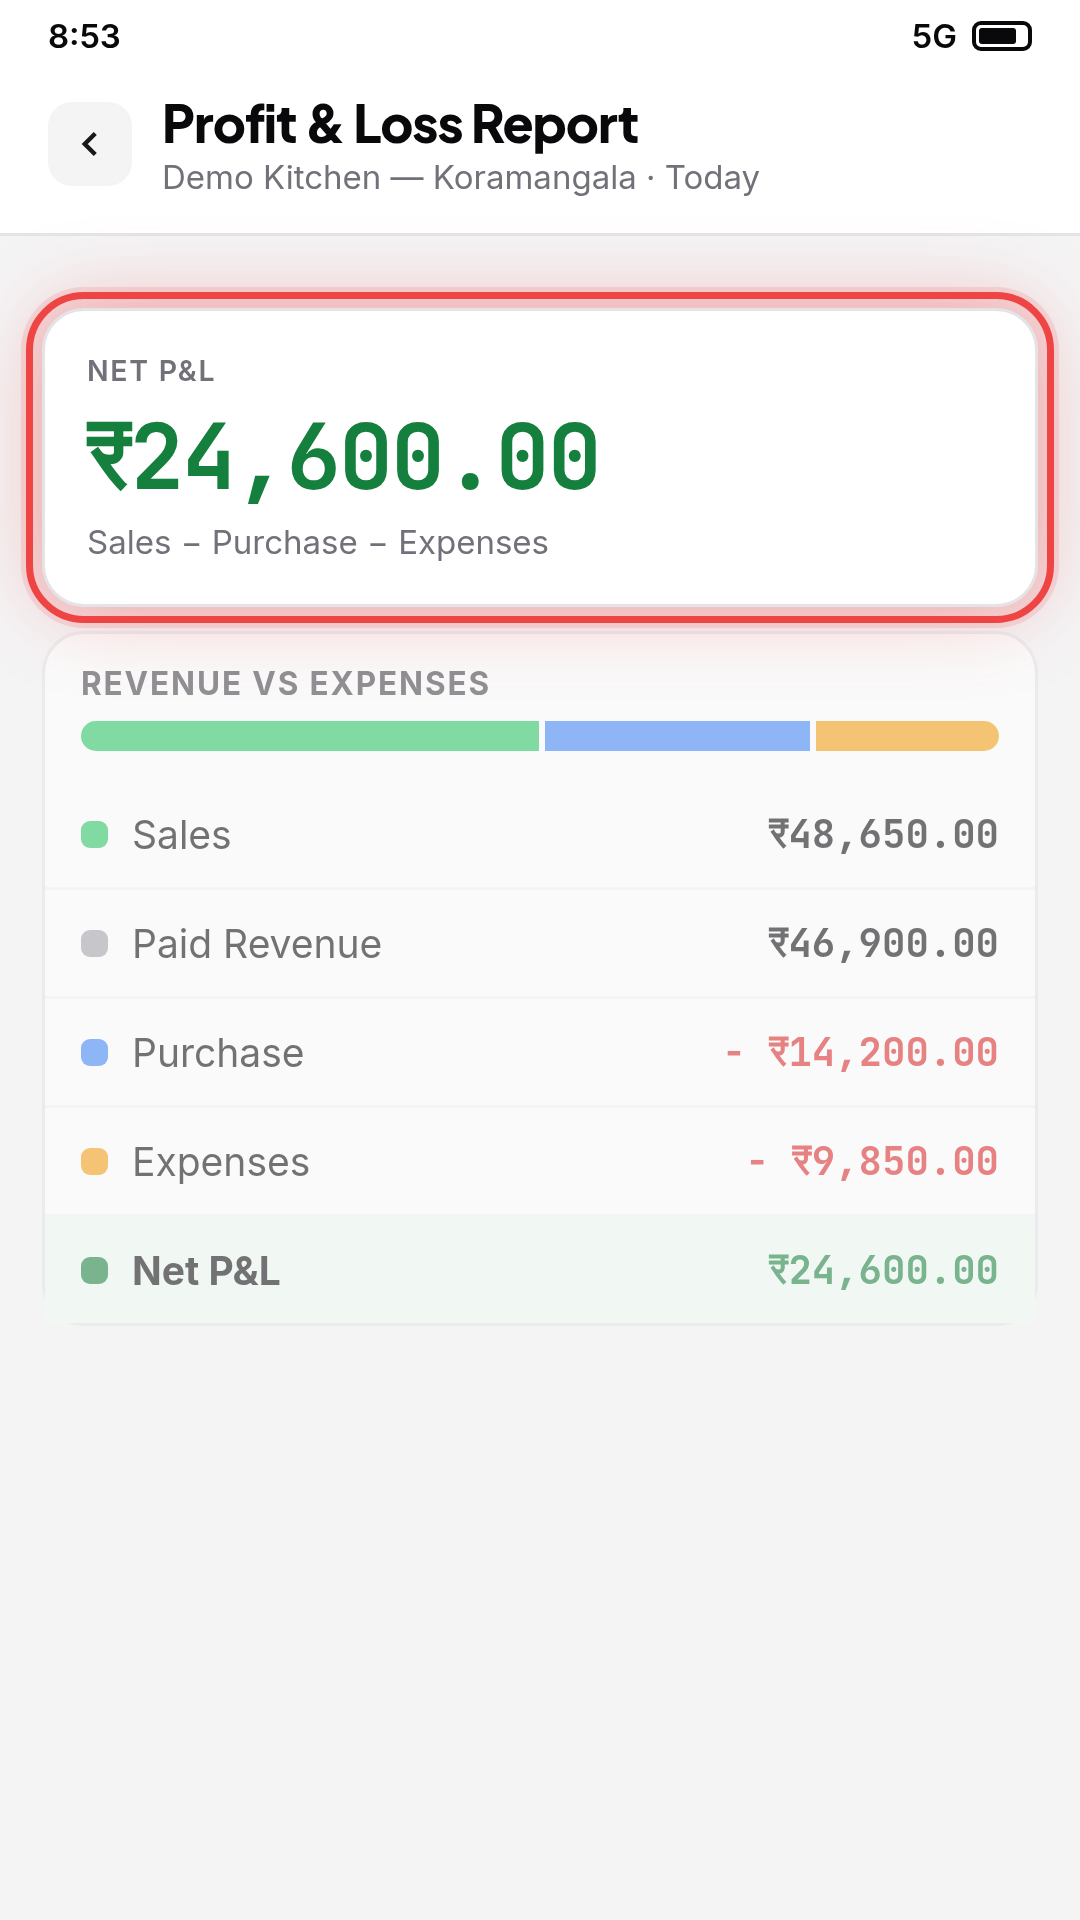 8:53
5G
Profit & Loss Report
Demo Kitchen — Koramangala · Today
NET P&L
₹24,600.00
Sales – Purchase – Expenses
REVENUE VS EXPENSES
Sales ₹48,650.00
Paid Revenue ₹46,900.00
Purchase - ₹14,200.00
Expenses - ₹9,850.00
Net P&L ₹24,600.00